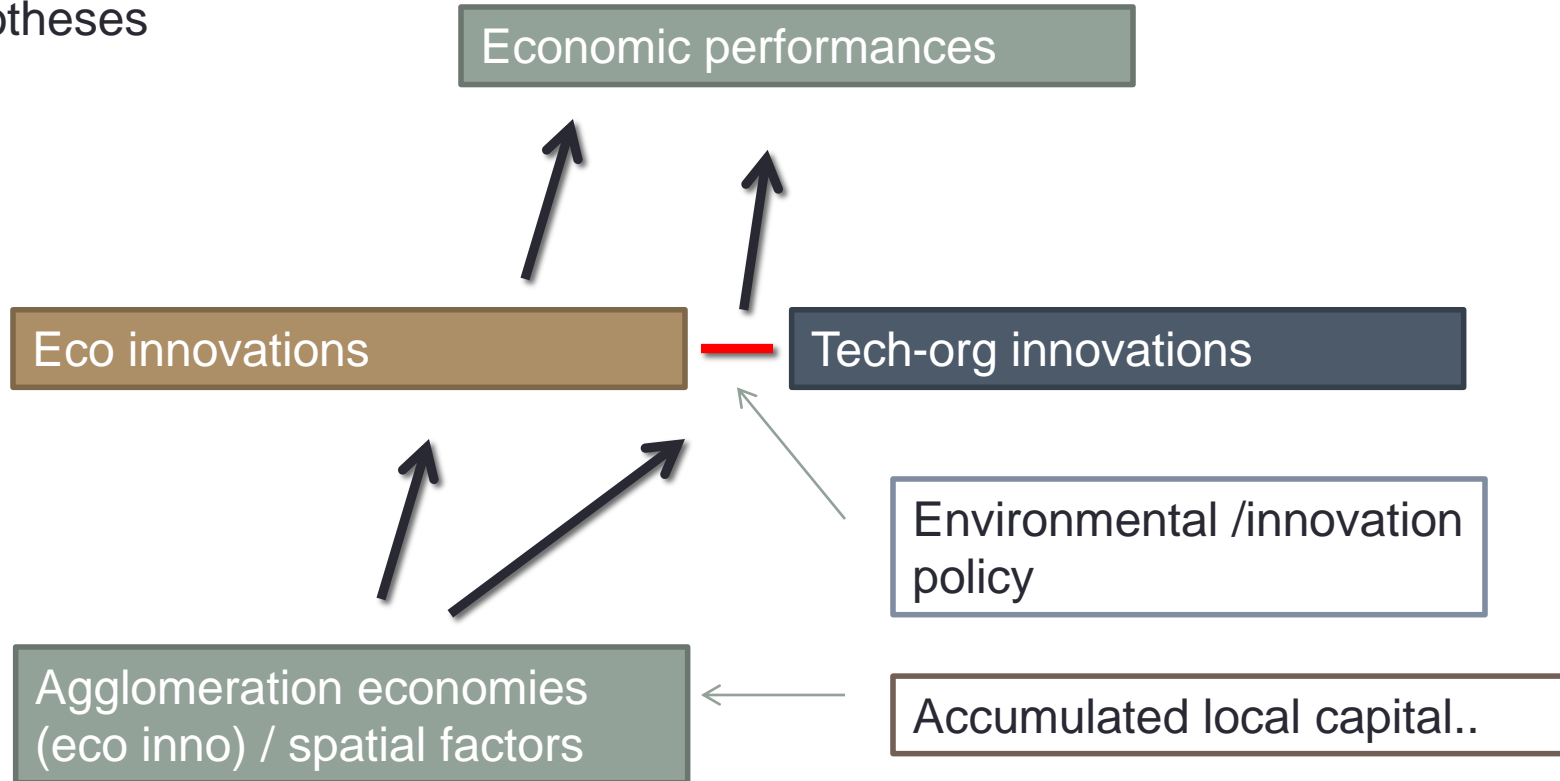 otheses
Economic performances
Eco innovations
Tech-org innovations
Environmental /innovation
policy
Agglomeration economies
(eco inno) / spatial factors
Accumulated local capital..